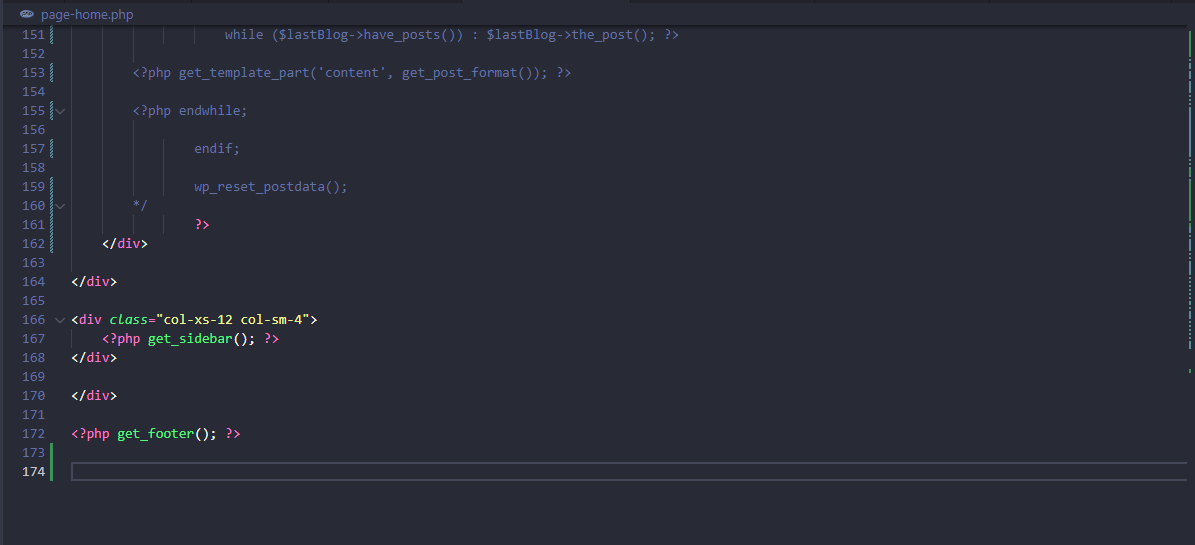 page-home.php
151 while ($lastBlog->have_posts()) : $lastBlog->the_post(); ?>
152
153 <?php get_template_part('content', get_post_format()); ?>
154
155 <?php endwhile;
156
157 endif;
158
159 wp_reset_postdata();
160 */
161 ?>
162 </div>
163
164 </div>
165
166 <div class="col-xs-12 col-sm-4">
167 <?php get_sidebar(); ?>
168 </div>
169
170 </div>
171
172 <?php get_footer(); ?>
173
174